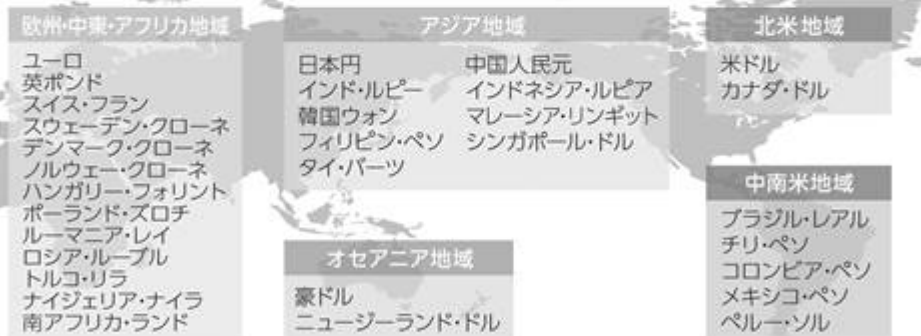 欧州・中東・アフリカ地域
ユーロ
英ポンド
スイス・フラン
スウェーデン・クローネ
デンマーク・クローネ
ノルウェー・クローネ
ハンガリー・フォリント
ポーランド・ズロチ
ルーマニア・レイ
ロシア・ルーブル
トルコ・リラ
ナイジェリア・ナイラ
南アフリカ・ランド
アジア地域
日本円 中国人民元
インド・ルピー インドネシア・ルピア
韓国ウォン マレーシア・リンギット
フィリピン・ペソ シンガポール・ドル
タイ・バーツ
オセアニア地域
豪ドル
ニュージーランド・ドル
北米地域
米ドル
カナダ・ドル
中南米地域
ブラジル・レアル
チリ・ペソ
コロンビア・ペソ
メキシコ・ペソ
ペルー・ソル